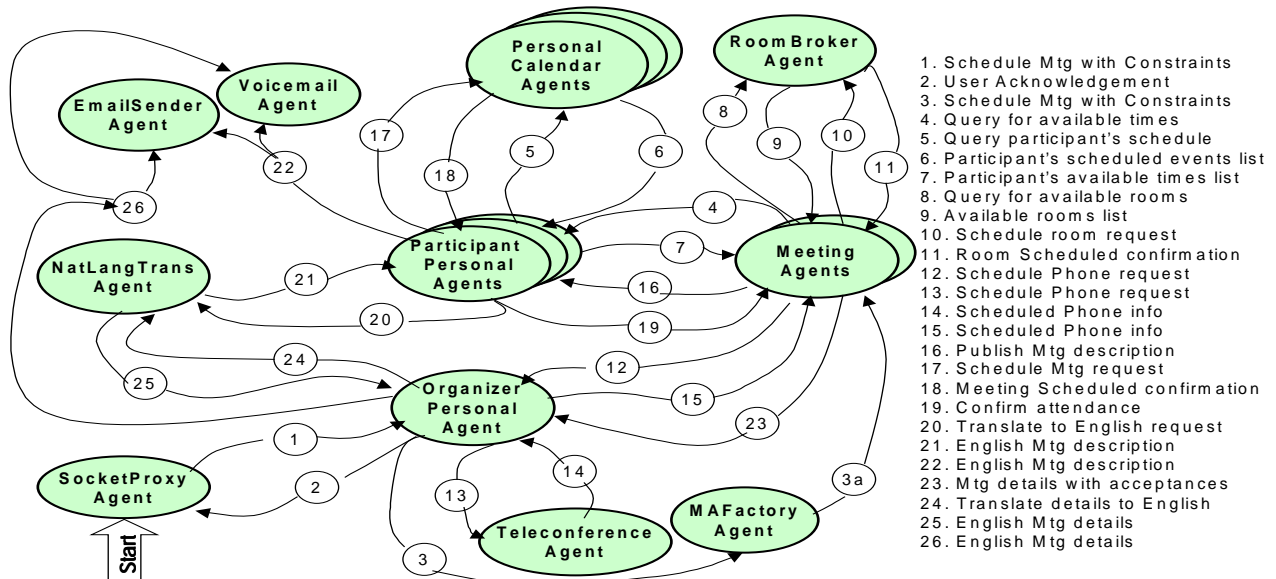 Personal
Calendar
Agents
RoomBroker
Agent
Voicemail
Agent
EmailSender
Agent
NatLangTrans
Agent
Participant
Personal
Agents
Meeting
Agents
Organizer
Personal
Agent
SocketProxy
Agent
Teleconference
Agent
MAFactory
Agent
Start
17
18
5
6
8
9
10
11
22
26
4
7
16
19
21
20
24
25
12
15
23
1
2
13
14
3
3a
1. Schedule Mtg with Constraints
2. User Acknowledgement
3. Schedule Mtg with Constraints
4. Query for available times
5. Query participant's schedule
6. Participant's scheduled events list
7. Participant's available times list
8. Query for available rooms
9. Available rooms list
10. Schedule room request
11. Room Scheduled confirmation
12. Schedule Phone request
13. Schedule Phone request
14. Scheduled Phone info
15. Scheduled Phone info
16. Publish Mtg description
17. Schedule Mtg request
18. Meeting Scheduled confirmation
19. Confirm attendance
20. Translate to English request
21. English Mtg description
22. English Mtg description
23. Mtg details with acceptances
24. Translate details to English
25. English Mtg details
26. English Mtg details